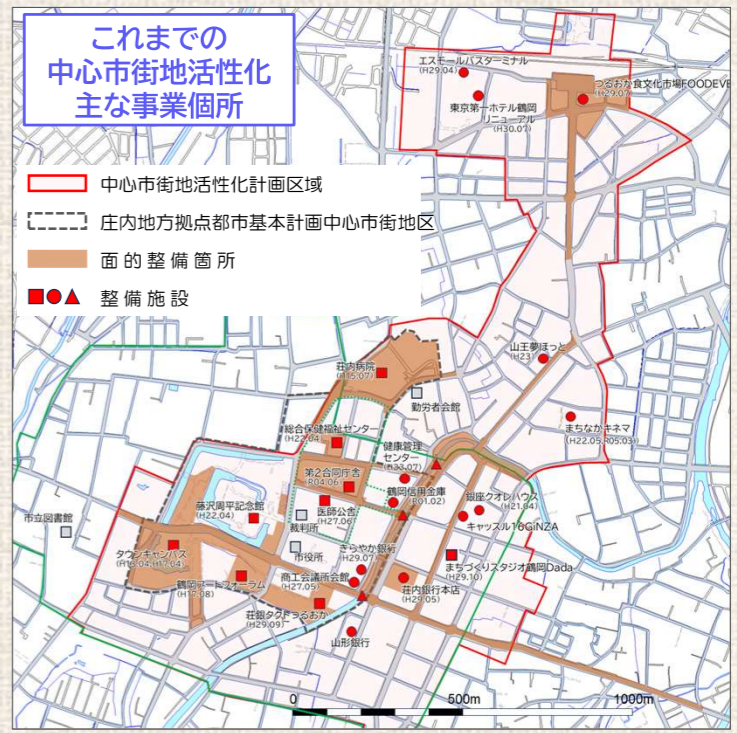 これまでの
中心市街地活性化
主な事業個所
中心市街地活性化計画区域
庄内地方拠点都市基本計画中心市街地区
面的整備箇所
整備施設
エスモールバスターミナル
(H29.04)
つるおか食文化市場FOODEVE
(H29.07)
東京第一ホテル鶴岡
リニューアル
(H30.07)
山王夢ほっと
(H23)
荘内病院
(H15.07)
勤労者会館
まちなかキネマ
(H22.05,R05.03)
総合保健福祉センター
(H22.04)
健康管理
センター
(H23.07)
第2合同庁舎
(R04.06)
鶴岡信用金庫
(R01.02)
銀座クオレハウス
(H21.04)
キャッスル16GiNZA
藤沢周平記念館
(H22.04)
医師公舎
(H27.06)
裁判所
市立図書館
市役所
きらやか銀行
(H29.07)
まちづくりスタジオ鶴岡Dada
(H29.10)
タウンキャンパス
鶴岡アートフォーラム
(H17.08)
商工会議所会館
(H27.05)
荘内銀行本店
(H29.05)
荘銀タクトつるおか
(H29.09)
山形銀行
0 500m 1000m